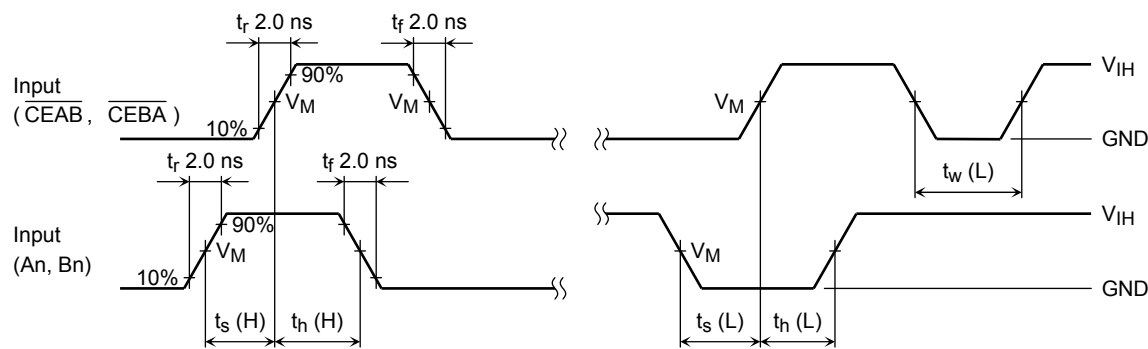 tr 2.0 ns
tf 2.0 ns
Input
(CEAB, CEBA)
90%
VM
VM
10%
VM
VIH
GND
tw (L)
tr 2.0 ns
tf 2.0 ns
Input
(An, Bn)
90%
VM
10%
VM
VIH
GND
ts (H)
th (H)
ts (L)
th (L)